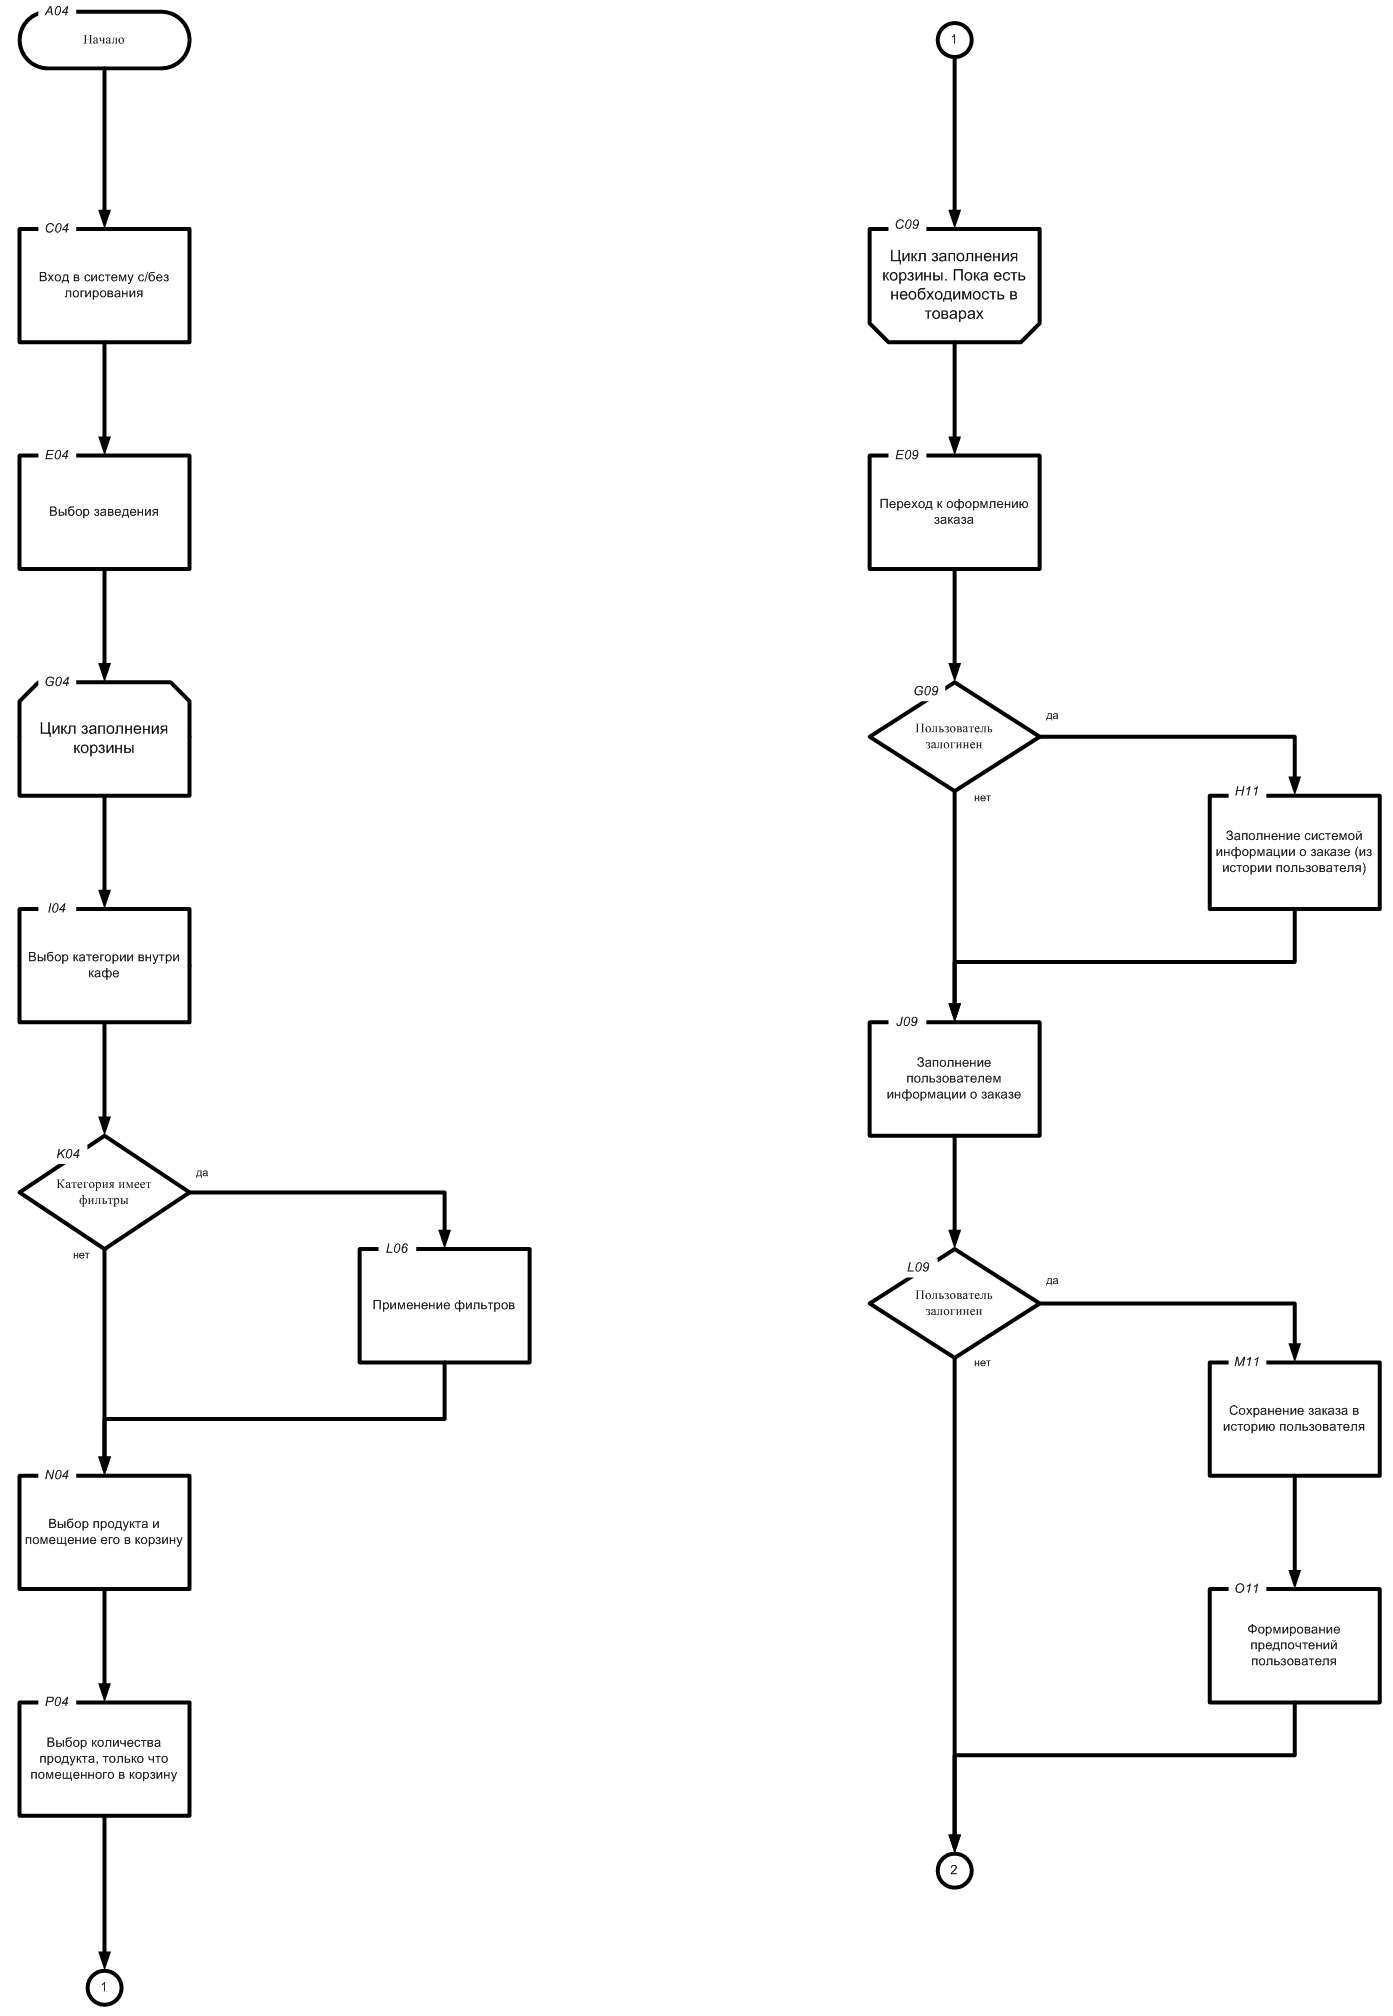 A04
Начало
C04
Вход в систему с/без
логирования
E04
Выбор заведения
G04
Цикл заполнения
корзины
I04
Выбор категории внутри
кафе
K04
Категория имеет
фильтры
да
нет
L06
Применение фильтров
N04
Выбор продукта и
помещение его в корзину
P04
Выбор количества
продукта, только что
помещенного в корзину
1
1
C09
Цикл заполнения
корзины. Пока есть
необходимость в
товарах
E09
Переход к оформлению
заказа
G09
Пользователь
залогинен
да
нет
H11
Заполнение системой
информации о заказе (из
истории пользователя)
J09
Заполнение
пользователем
информации о заказе
L09
Пользователь
залогинен
да
нет
M11
Сохранение заказа в
историю пользователя
O11
Формирование
предпочтений
пользователя
2